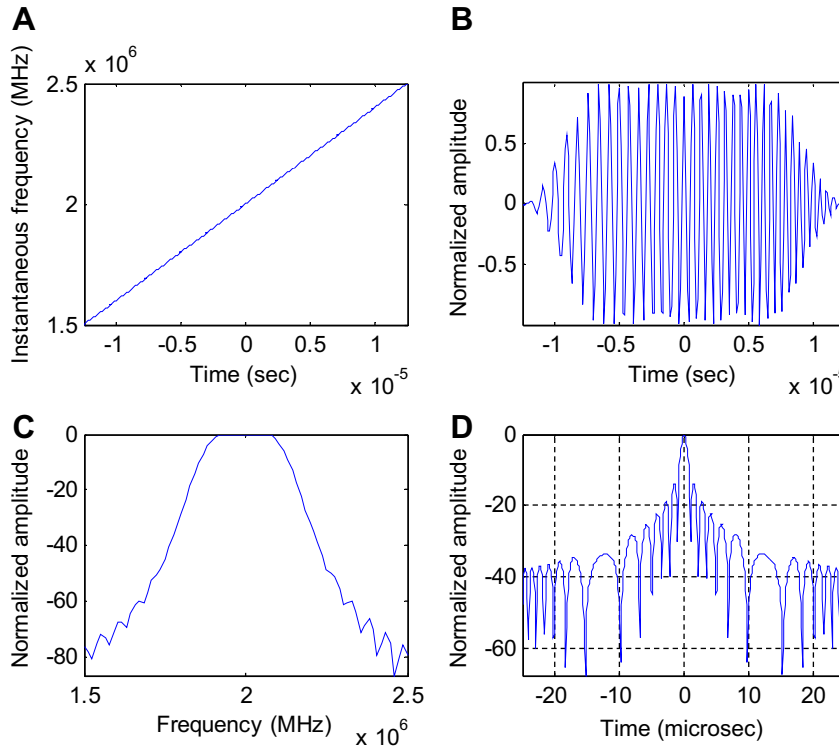 A
x 10^6
Instantaneous frequency (MHz)
2.5
2
1.5
-1 -0.5 0 0.5 1
Time (sec)
x 10^-5
B
Normalized amplitude
0.5
0
-0.5
-1 -0.5 0 0.5 1
Time (sec)
x 10^-5
C
Normalized amplitude
0
-20
-40
-60
-80
1.5 2 2.5
Frequency (MHz)
x 10^6
D
Normalized amplitude
0
-20
-40
-60
-20 -10 0 10 20
Time (microsec)